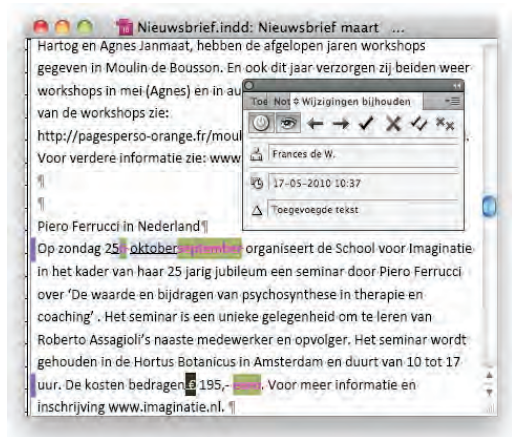 Nieuwsbrief.indd: Nieuwsbrief maart ...
Hartog en Agnes Janmaat, hebben de afgelopen jaren workshops
gegeven in Moulin de Bousson. En ook dit jaar verzorgen zij beiden weer
workshops in mei (Agnes) en in au
van de workshops zie:
http://pagesperso-orange.fr/moul
Voor verdere informatie zie: www
¶
¶
Piero Ferrucci in Nederland¶
Op zondag 25 oktoberseptember organiseert de School voor Imaginatie
in het kader van haar 25 jarig jubileum een seminar door Piero Ferrucci
over ‘De waarde en bijdragen van psychosynthese in therapie en
coaching’ . Het seminar is een unieke gelegenheid om te leren van
Roberto Assagioli’s naaste medewerker en opvolger. Het seminar wordt
gehouden in de Hortus Botanicus in Amsterdam en duurt van 10 tot 17
uur. De kosten bedragen € 195,- euro. Voor meer informatie en
inschrijving www.imaginatie.nl. ¶
Toe Not Wijzigingen bijhouden
Frances de W.
17-05-2010 10:37
Toegevoegde tekst